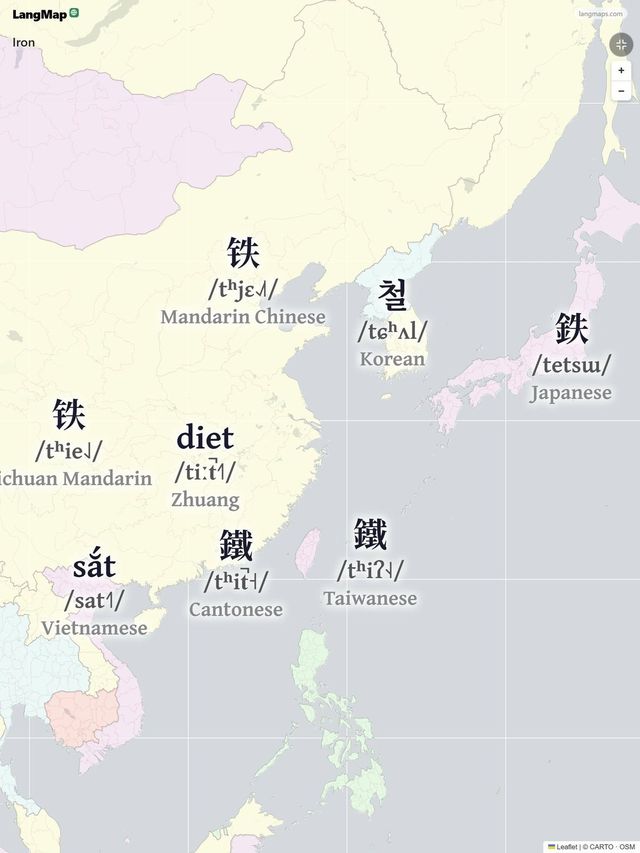 LangMap
langmaps.com
Iron
+
−
铁
/tʰjɛ˨˩˦/
Mandarin Chinese
철
/tɕʰʌl/
Korean
鉄
/tetsɯ/
Japanese
铁
/tʰie˨˩/
ichuan Mandarin
diet
/tiːt̚˧˥/
Zhuang
鐵
/tʰit̚˧/
Cantonese
鐵
/tʰiʔ˧˨/
Taiwanese
sắt
/sat˧˥/
Vietnamese
Leaflet | © CARTO · OSM